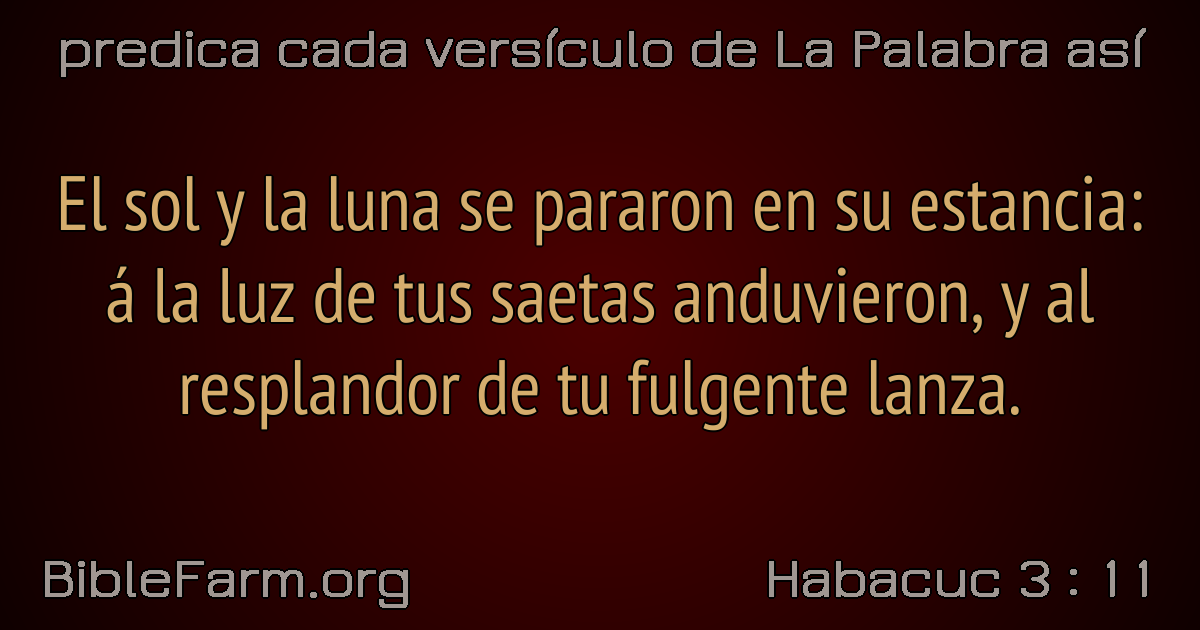 predica cada versículo de La Palabra así
El sol y la luna se pararon en su estancia:
á la luz de tus saetas anduvieron, y al
resplandor de tu fulgente lanza.
BibleFarm.org
Habacuc 3 : 11